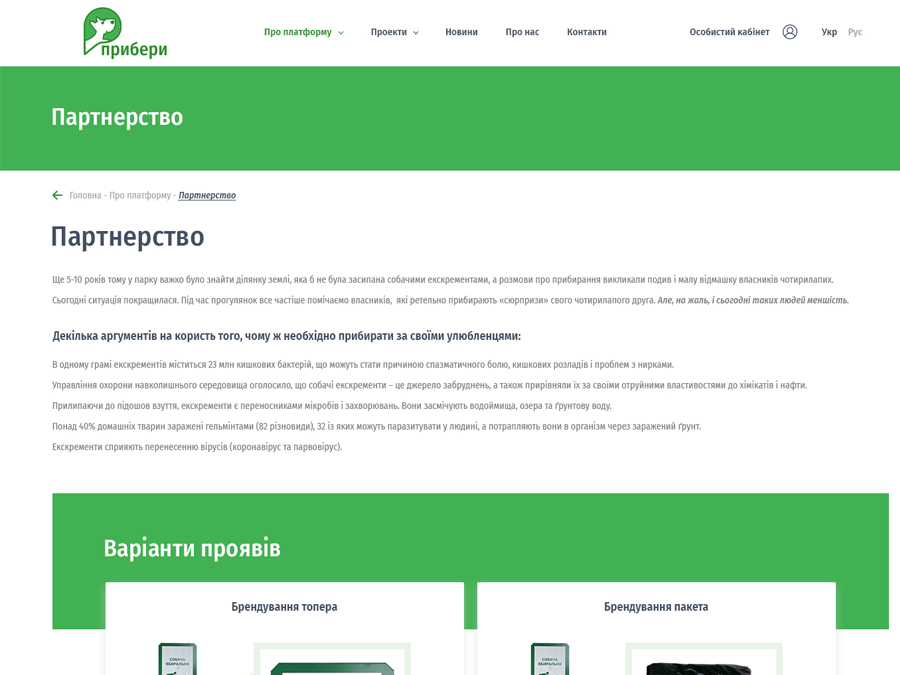 прибери
Про платформу
Проекти
Новини
Про нас
Контакти
Особистий кабінет
Укр
Рус
Партнерство
Головна - Про платформу - Партнерство
Партнерство
Ще 5-10 років тому у парку важко було знайти ділянку землі, яка б не була засипана собачими екскрементами, а розмови про прибирання викликали подив і малу відмашку власників чотирилапих.
Сьогодні ситуація покращилася. Під час прогулянок все частіше помічаємо власників, які ретельно прибирають «сюрпризи» свого чотирилапого друга. Але, на жаль, і сьогодні таких людей меншість.
Декілька аргументів на користь того, чому ж необхідно прибирати за своїми улюбленцями:
В одному грамі екскрементів міститься 23 млн кишкових бактерій, що можуть стати причиною спазматичного болю, кишкових розладів і проблем з нирками.
Управління охорони навколишнього середовища оголосило, що собачі екскременти – це джерело забруднень, а також прирівняли їх за своїми отруйними властивостями до хімікатів і нафти.
Прилипаючи до підошов взуття, екскременти є переносниками мікробів і захворювань. Вони засмічують водоймища, озера та ґрунтову воду.
Понад 40% домашніх тварин заражені гельмінтами (82 різновиди), 32 із яких можуть паразитувати у людині, а потрапляють вони в організм через заражений ґрунт.
Екскременти сприяють перенесенню вірусів (коронавірус та парвовірус).
Варіанти проявів
Брендування топера
Брендування пакета
СОБАЧА
ВБИРАЛЬНЯ
СОБАЧА
ВБИРАЛЬНЯ